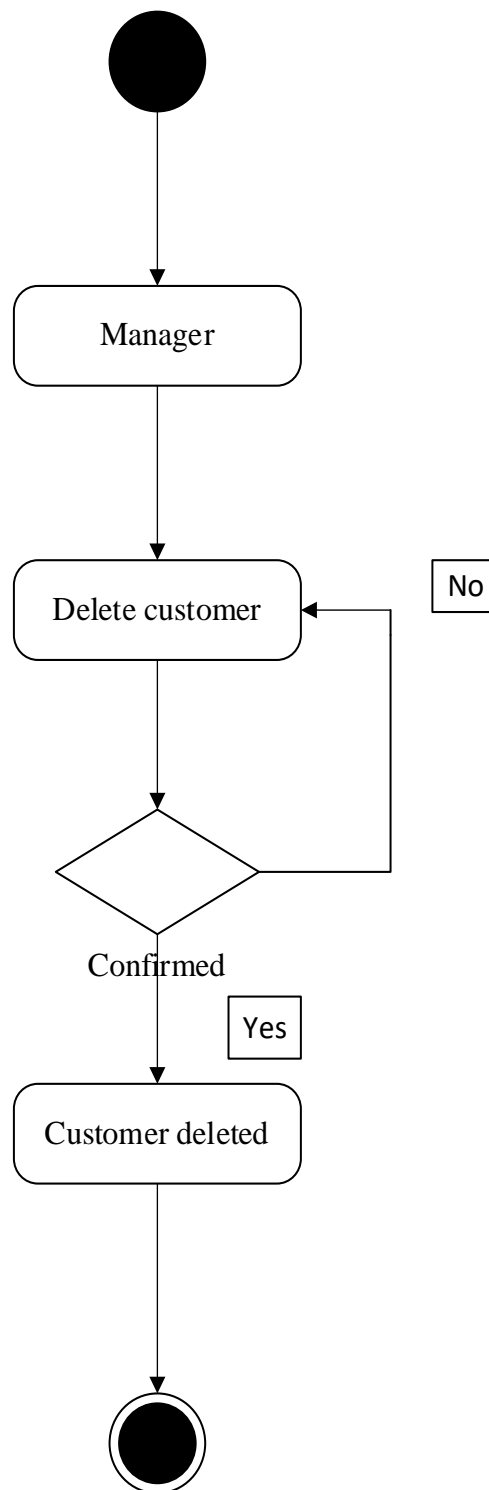 Manager
Delete customer
No
Confirmed
Yes
Customer deleted